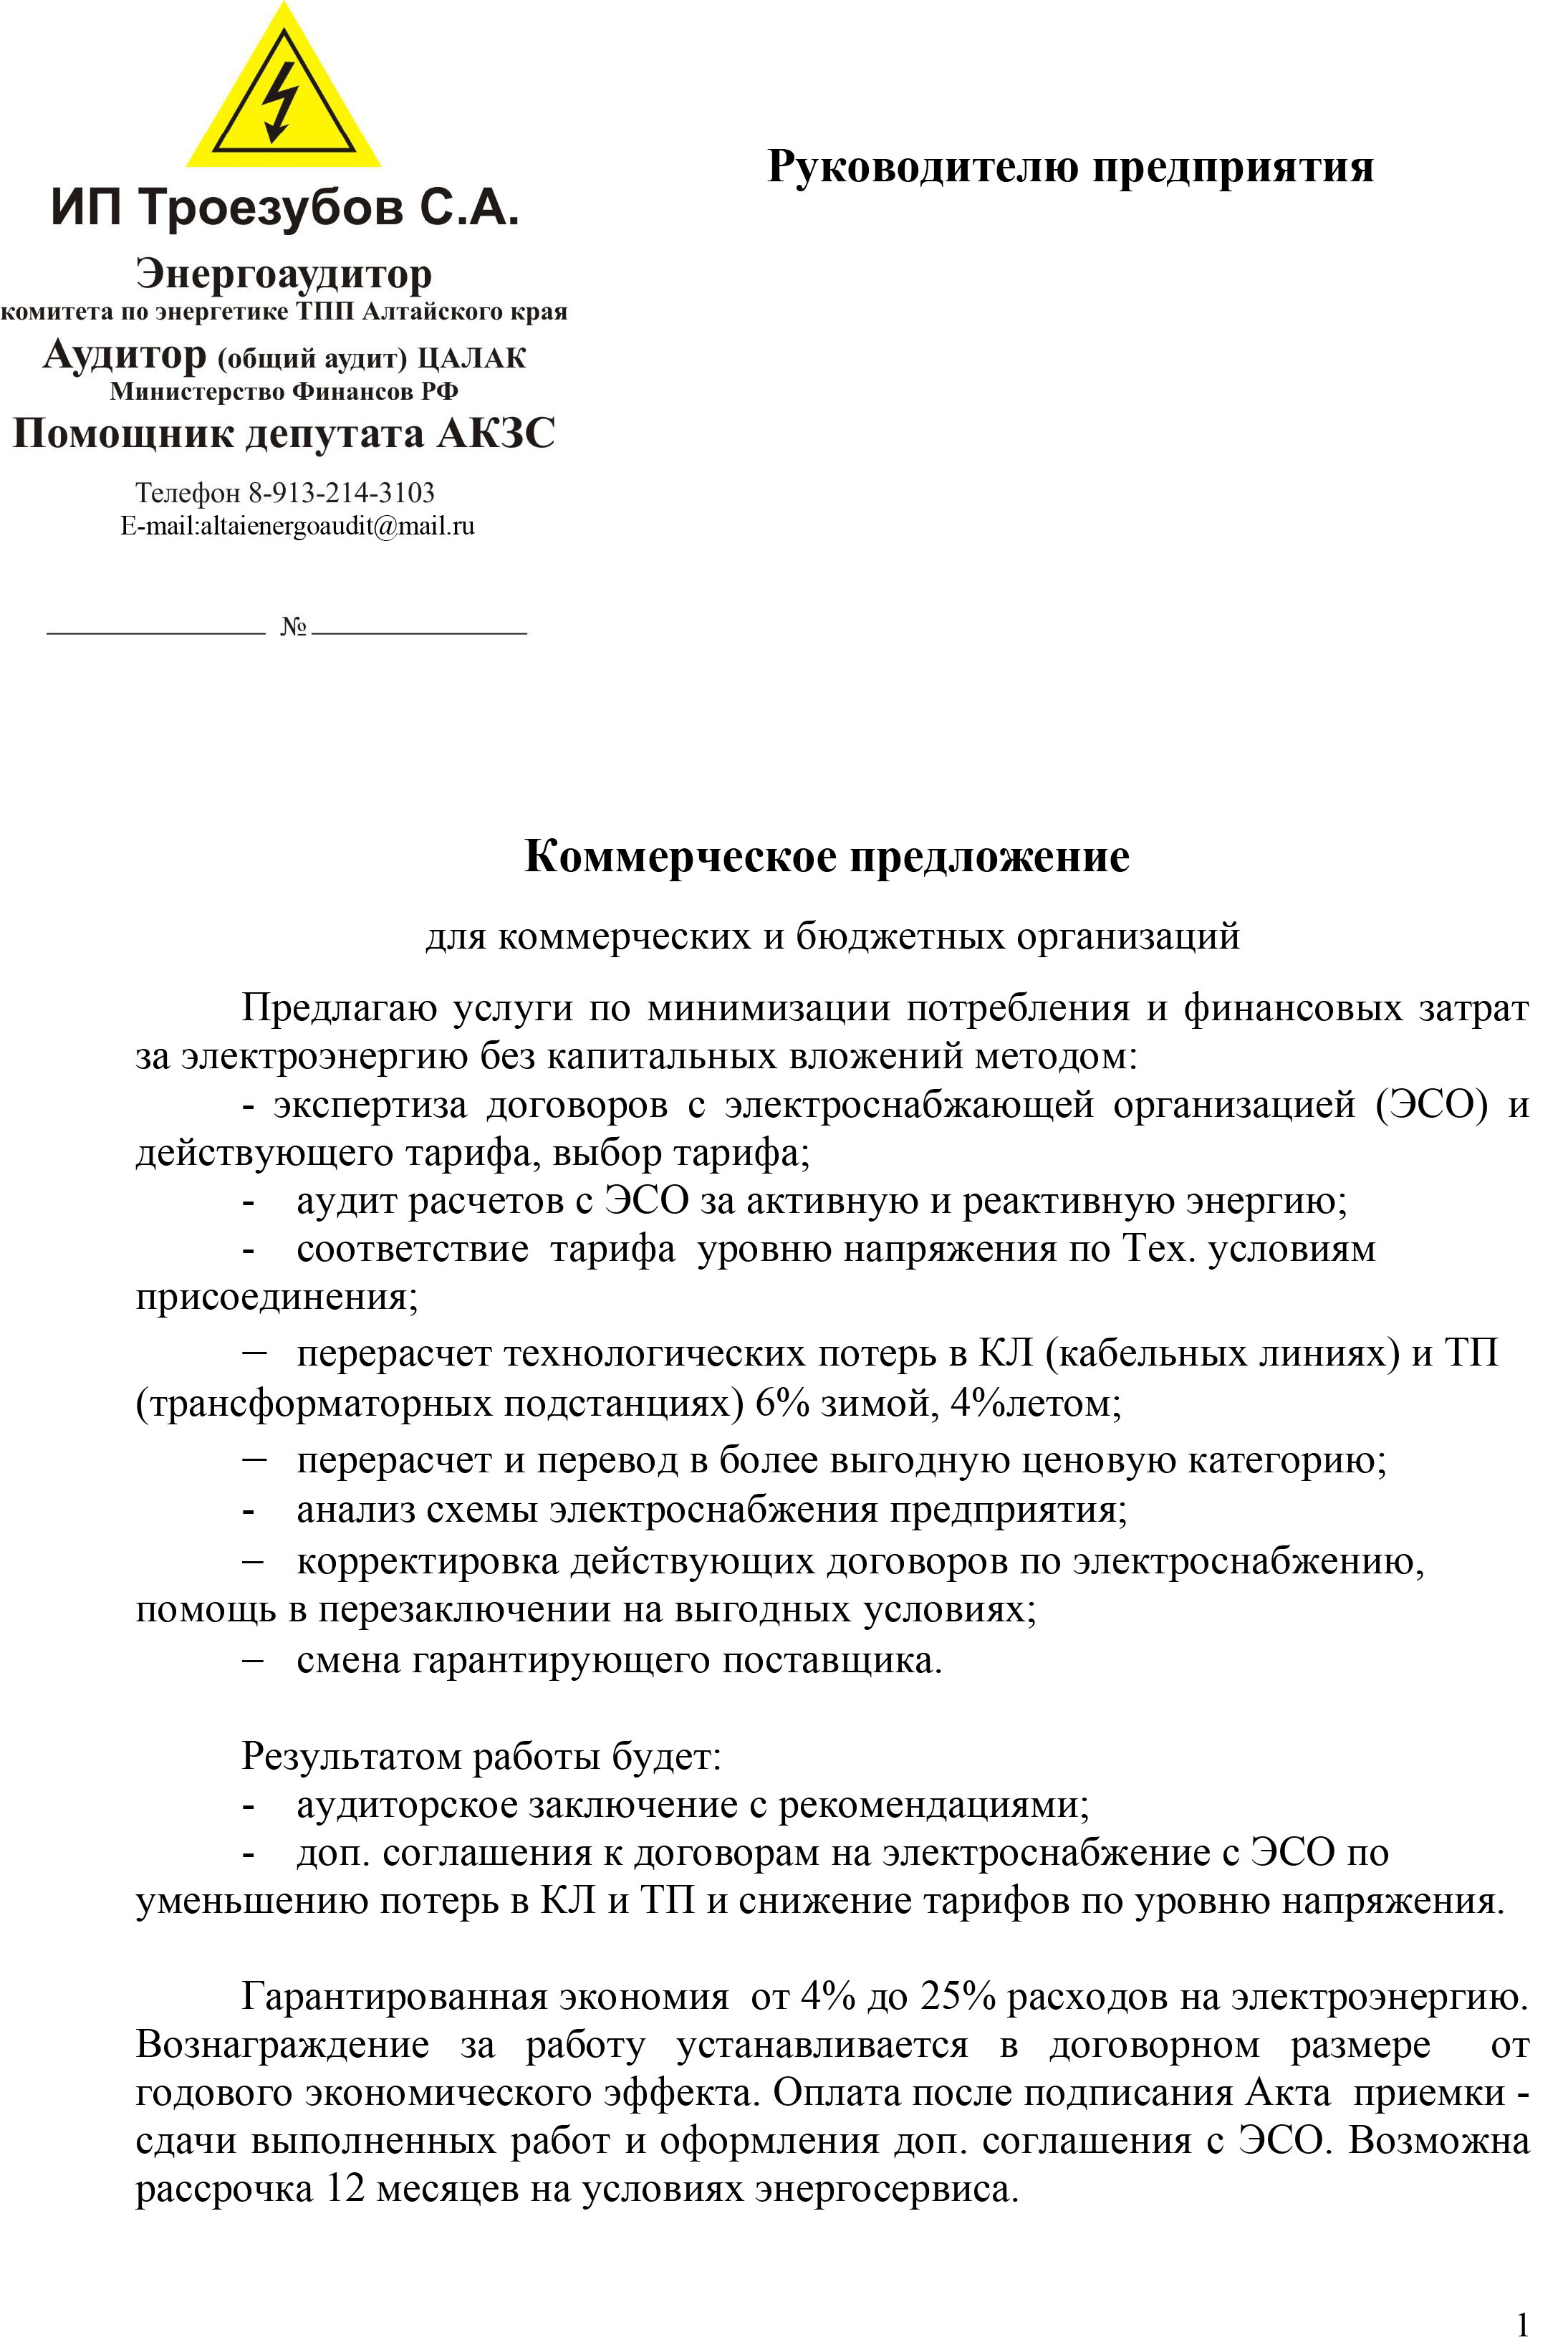 ИП Троезубов С.А.
Энергоаудитор
комитета по энергетике ТПП Алтайского края
Аудитор (общий аудит) ЦАЛАК
Министерство Финансов РФ
Помощник депутата АКЗС
Телефон 8-913-214-3103
E-mail:altaienergoaudit@mail.ru
№
Руководителю предприятия
Коммерческое предложение
для коммерческих и бюджетных организаций
Предлагаю услуги по минимизации потребления и финансовых затрат
за электроэнергию без капитальных вложений методом:
- экспертиза договоров с электроснабжающей организацией (ЭСО) и
действующего тарифа, выбор тарифа;
- аудит расчетов с ЭСО за активную и реактивную энергию;
- соответствие тарифа уровню напряжения по Тех. условиям
присоединения;
– перерасчет технологических потерь в КЛ (кабельных линиях) и ТП
(трансформаторных подстанциях) 6% зимой, 4%летом;
– перерасчет и перевод в более выгодную ценовую категорию;
- анализ схемы электроснабжения предприятия;
– корректировка действующих договоров по электроснабжению,
помощь в перезаключении на выгодных условиях;
– смена гарантирующего поставщика.
Результатом работы будет:
- аудиторское заключение с рекомендациями;
- доп. соглашения к договорам на электроснабжение с ЭСО по
уменьшению потерь в КЛ и ТП и снижение тарифов по уровню напряжения.
Гарантированная экономия от 4% до 25% расходов на электроэнергию.
Вознаграждение за работу устанавливается в договорном размере от
годового экономического эффекта. Оплата после подписания Акта приемки -
сдачи выполненных работ и оформления доп. соглашения с ЭСО. Возможна
рассрочка 12 месяцев на условиях энергосервиса.
1